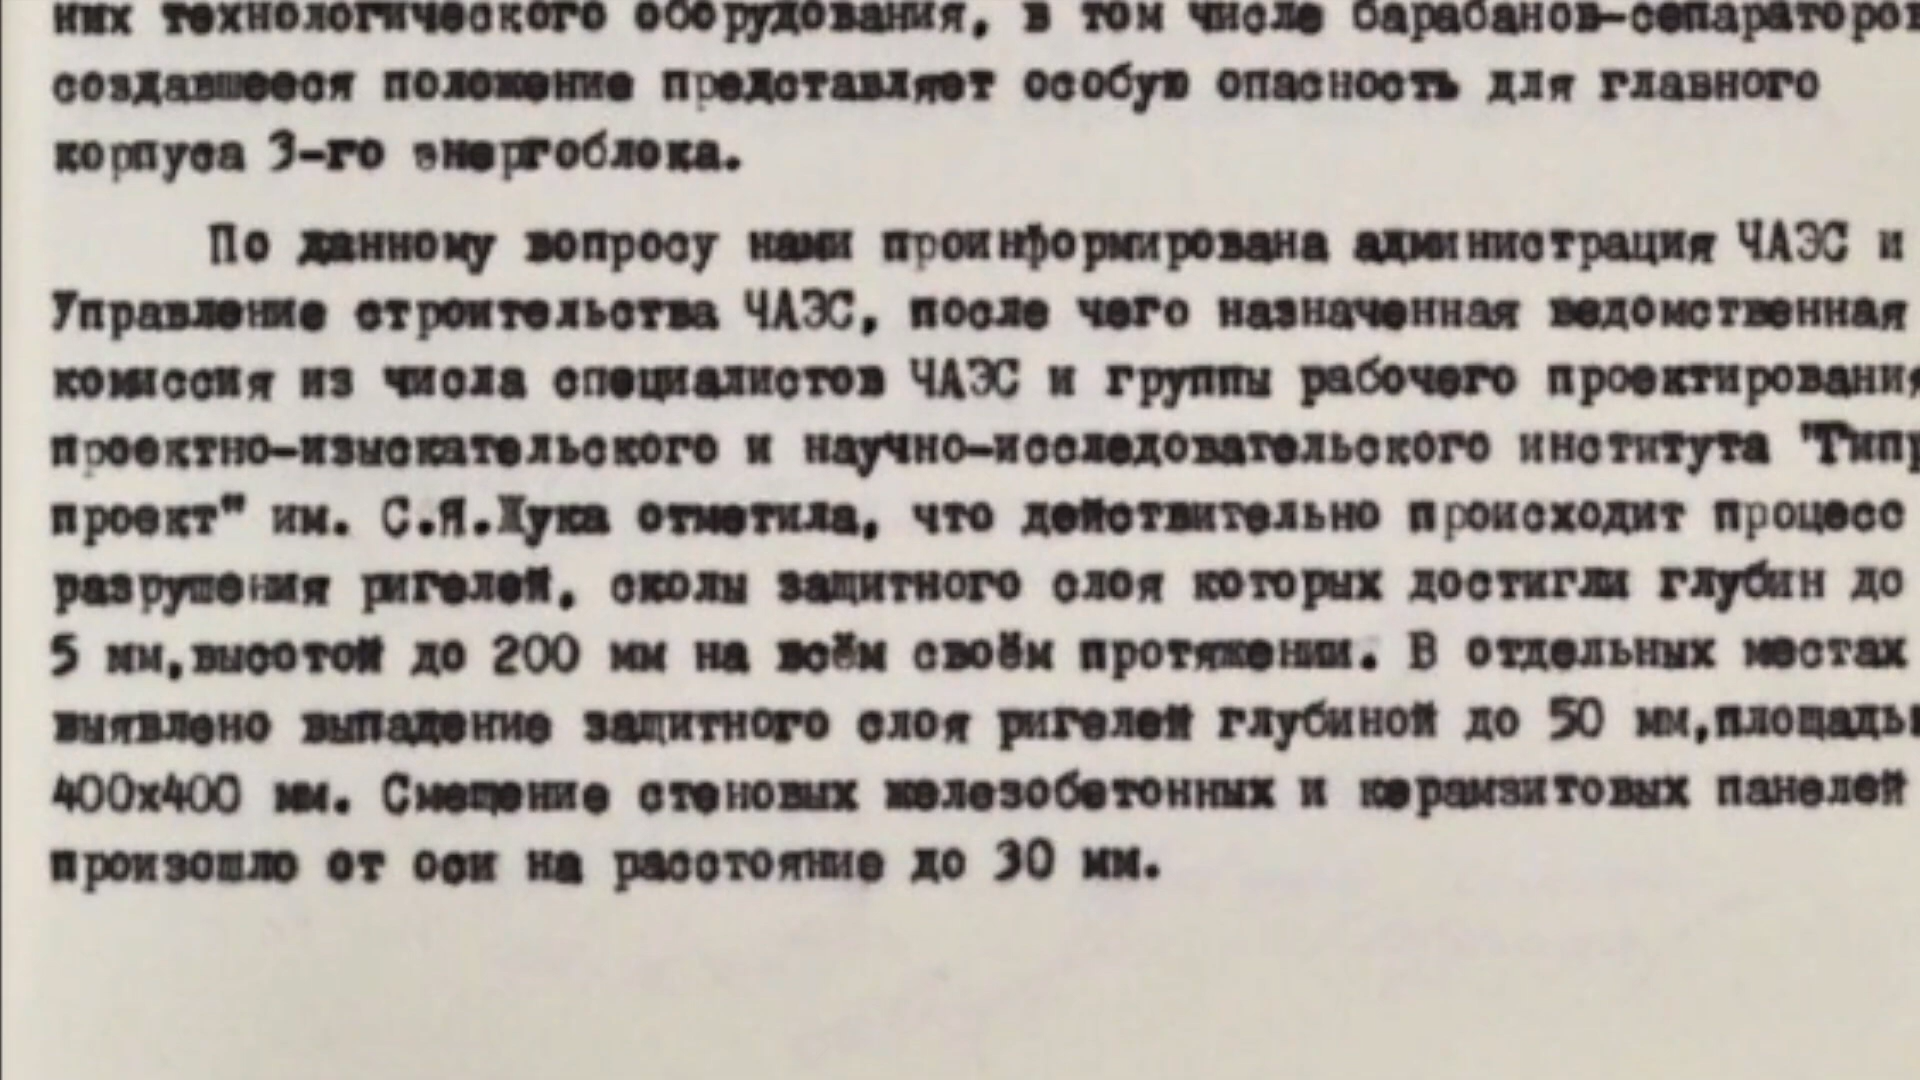 них технологического оборудования, в том числе барабанов-сепараторов
создавшееся положение представляет особую опасность для главного
корпуса 3-го энергоблока.
По данному вопросу нами проинформирована администрация ЧАЭС и
Управление строительства ЧАЭС, после чего назначенная ведомственная
комиссия из числа специалистов ЧАЭС и группы рабочего проектирования
проектно-изыскательского и научно-исследовательского института "Гипр
проект" им. С.Я.Жука отметила, что действительно происходит процесс
разрушения ригелей, сколы защитного слоя которых достигли глубин до
5 мм,высотой до 200 мм на всём своём протяжении. В отдельных местах
выявлено выпадение защитного слоя ригелей глубиной до 50 мм,площадью
400х400 мм. Смещение стеновых железобетонных и керамзитовых панелей
произошло от оси на расстояние до 30 мм.